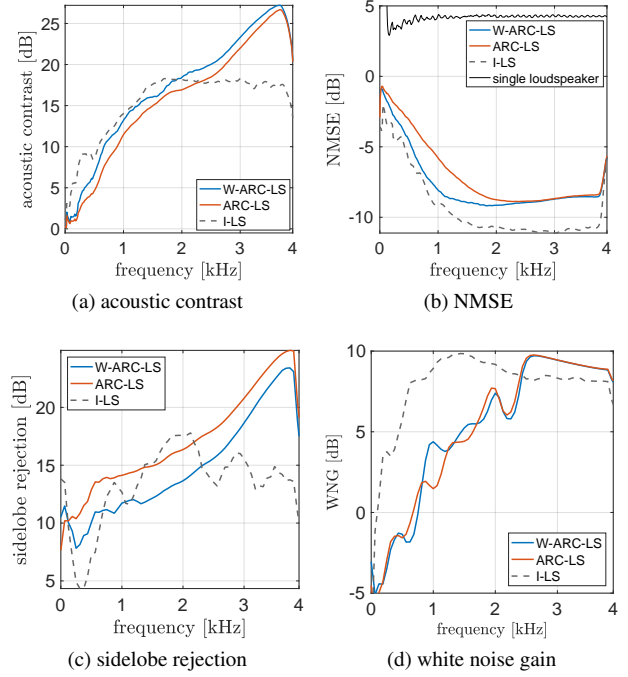 25
20
15
10
5
0
acoustic contrast [dB]
W-ARC-LS
ARC-LS
I-LS
0 1 2 3 4
frequency [kHz]
(a) acoustic contrast
5
0
-5
-10
NMSE [dB]
W-ARC-LS
ARC-LS
I-LS
single loudspeaker
0 1 2 3 4
frequency [kHz]
(b) NMSE
20
15
10
5
sidelobe rejection [dB]
W-ARC-LS
ARC-LS
I-LS
0 1 2 3 4
frequency [kHz]
(c) sidelobe rejection
10
5
0
-5
WNG [dB]
W-ARC-LS
ARC-LS
I-LS
0 1 2 3 4
frequency [kHz]
(d) white noise gain